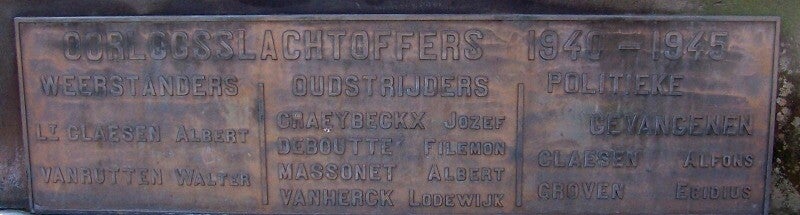 OORLOGSSLACHTOFFERS 1940 - 1945
WEERSTANDERS
LT CLAESEN ALBERT
VANRUTTEN WALTER
OUDSTRIJDERS
CRAEYBECKX JOZEF
DEBOUTTE FILEMON
MASSONET ALBERT
VANHERCK LODEWIJK
POLITIEKE
GEVANGENEN
CLAESEN ALFONS
GROVEN EGIDIUS